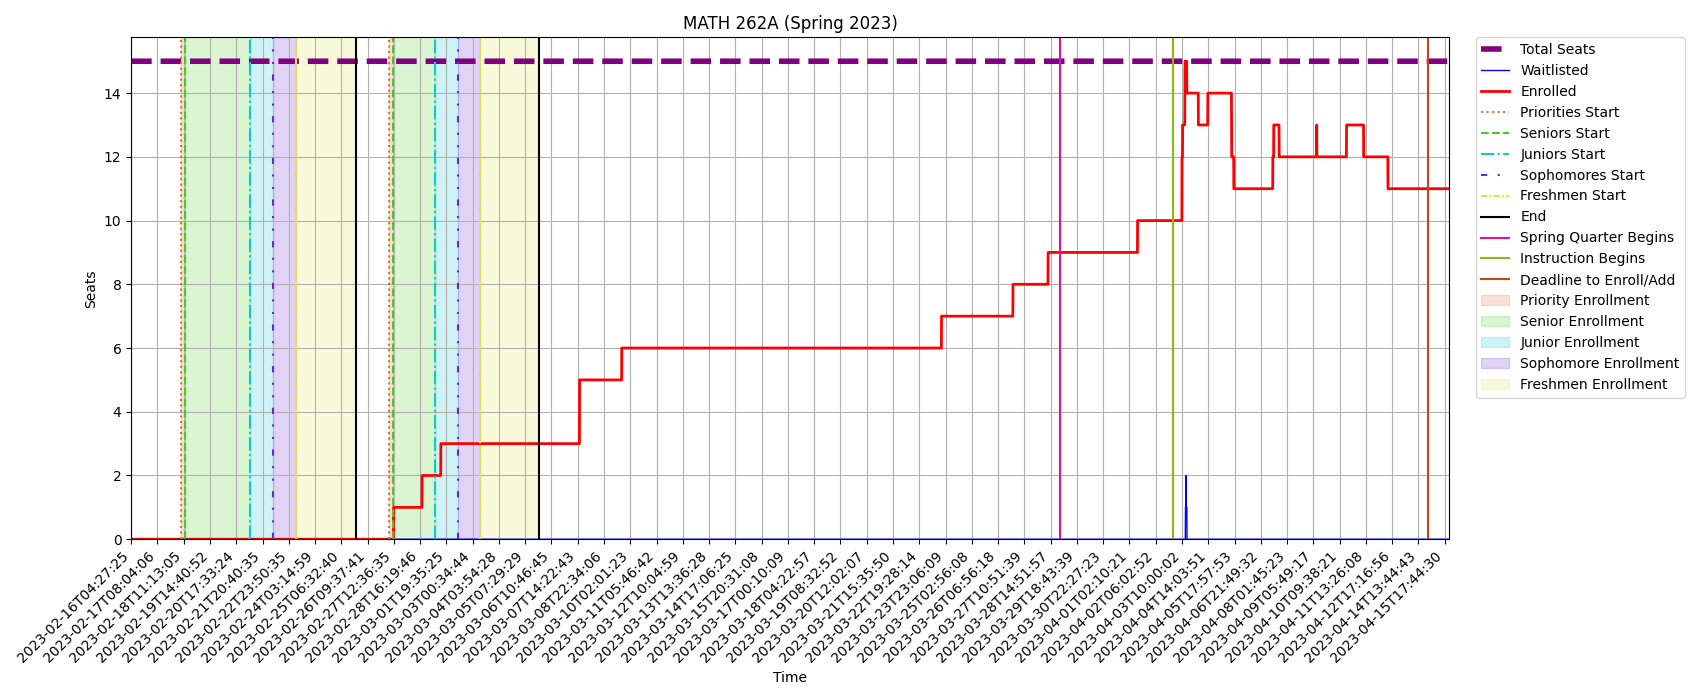 MATH 262A (Spring 2023)
Seats
14
12
10
8
6
4
2
0
2023-02-16T04:27:25
2023-02-17T08:04:06
2023-02-18T11:13:05
2023-02-19T14:40:52
2023-02-20T17:33:24
2023-02-21T20:40:35
2023-02-22T23:50:35
2023-02-24T03:14:59
2023-02-25T06:32:40
2023-02-26T09:37:41
2023-02-27T12:36:35
2023-02-28T16:19:46
2023-03-01T19:35:25
2023-03-03T00:34:44
2023-03-04T03:54:28
2023-03-05T07:29:29
2023-03-06T10:46:45
2023-03-07T14:22:43
2023-03-08T22:34:06
2023-03-10T02:01:23
2023-03-11T05:46:42
2023-03-12T10:04:59
2023-03-13T13:36:28
2023-03-14T17:06:25
2023-03-15T20:31:08
2023-03-17T00:10:09
2023-03-18T04:22:57
2023-03-19T08:32:52
2023-03-20T12:02:07
2023-03-21T15:35:50
2023-03-22T19:28:14
2023-03-23T23:06:09
2023-03-25T02:56:08
2023-03-26T06:56:18
2023-03-27T10:51:39
2023-03-28T14:51:57
2023-03-29T18:43:39
2023-03-30T22:27:23
2023-04-01T02:10:21
2023-04-02T06:02:52
2023-04-03T10:00:02
2023-04-04T14:03:51
2023-04-05T17:57:53
2023-04-06T21:49:32
2023-04-08T01:45:23
2023-04-09T05:49:17
2023-04-10T09:38:21
2023-04-11T13:26:08
2023-04-12T17:16:56
2023-04-14T13:44:43
2023-04-15T17:44:30
Time
Total Seats
Waitlisted
Enrolled
Priorities Start
Seniors Start
Juniors Start
Sophomores Start
Freshmen Start
End
Spring Quarter Begins
Instruction Begins
Deadline to Enroll/Add
Priority Enrollment
Senior Enrollment
Junior Enrollment
Sophomore Enrollment
Freshmen Enrollment